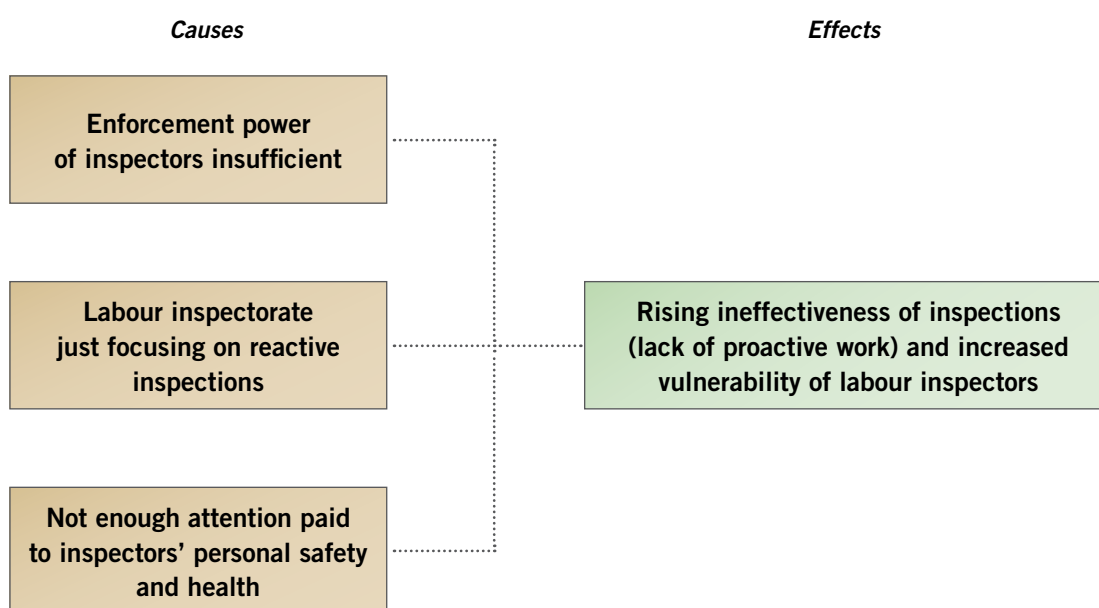 Causes
Effects
Enforcement power
of inspectors insufficient
Labour inspectorate
just focusing on reactive
inspections
Rising ineffectiveness of inspections
(lack of proactive work) and increased
vulnerability of labour inspectors
Not enough attention paid
to inspectors’ personal safety
and health